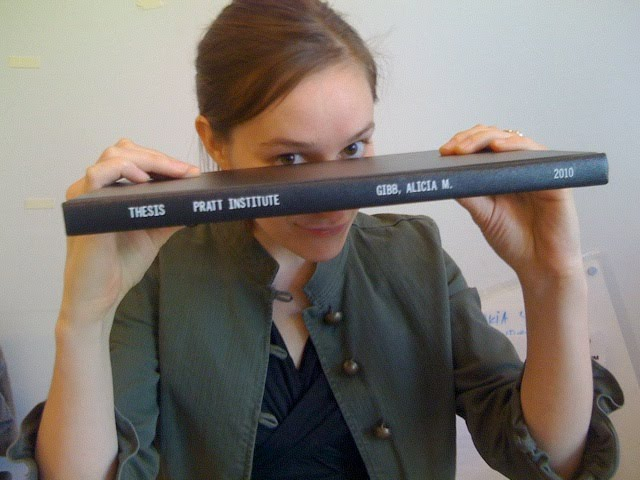 THESIS PRATT INSTITUTE GIBB, ALICIA M. 2010